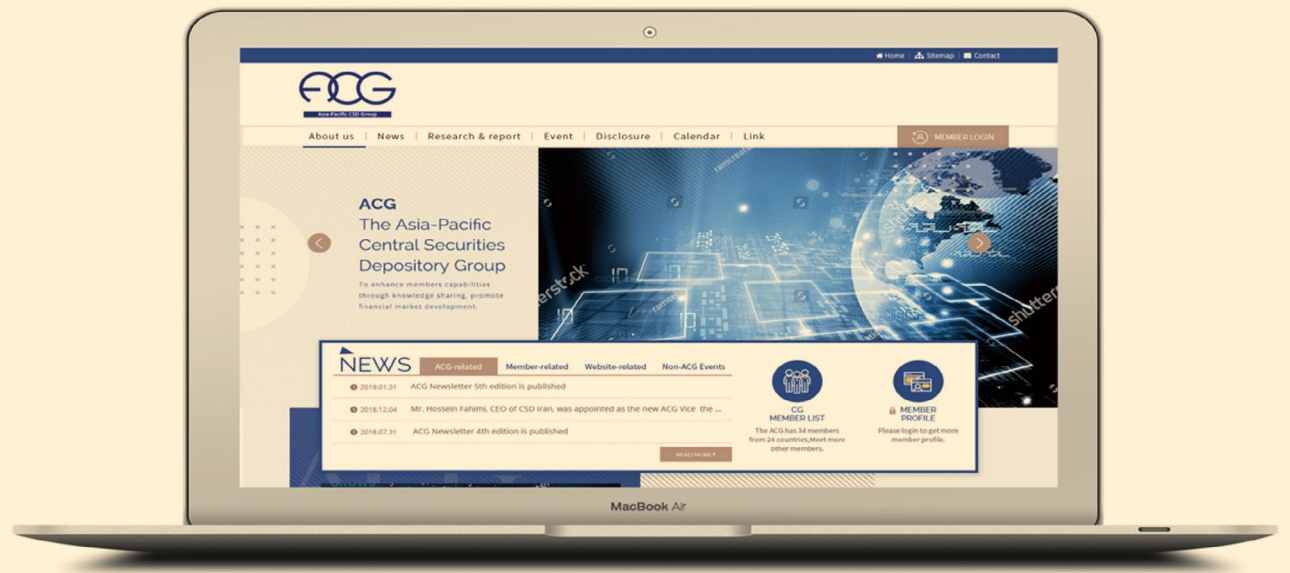 Home | Sitemap | Contact
ACG
Asia-Pacific CSD Group
About us | News | Research & report | Event | Disclosure | Calendar | Link
MEMBER LOGIN
ACG
The Asia-Pacific
Central Securities
Depository Group
To enhance members capabilities
through knowledge sharing, promote
financial market development.
shutterstock
NEWS
ACG-related Member-related Website-related Non-ACG Events
2019.01.31 ACG Newsletter 5th edition is published
2018.12.04 Mr. Hossein Fahimi, CEO of CSD Iran, was appointed as the new ACG Vice the ...
2018.07.31 ACG Newsletter 4th edition is published
READ MORE
CG
MEMBER LIST
The ACG has 34 members
from 24 countries,Meet more
other members.
MEMBER
PROFILE
Please login to get more
member profile.
MacBook Air